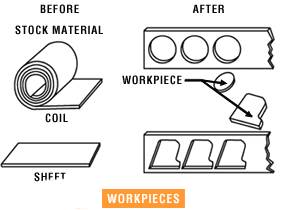 BEFORE
AFTER
STOCK MATERIAL
WORKPIECE
COIL
SHEET
WORKPIECES